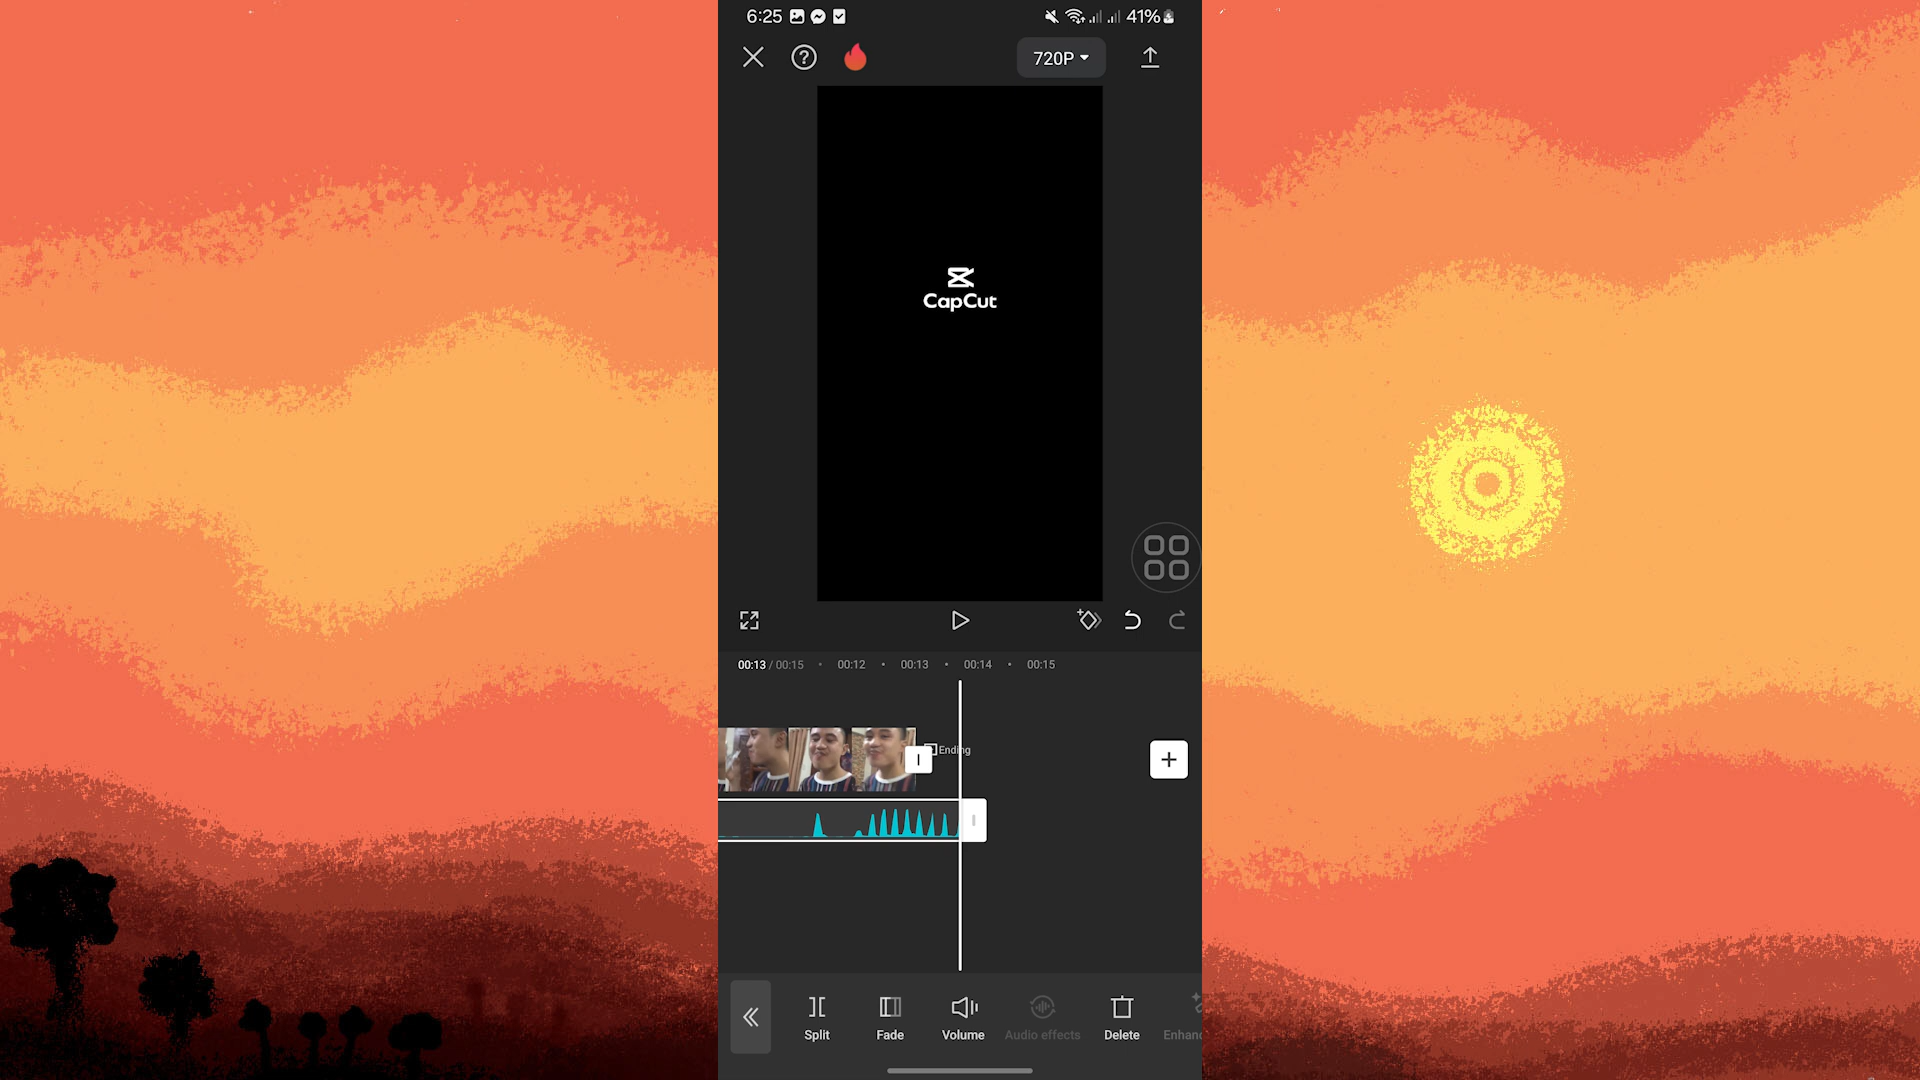 6:25 41%
720P
CapCut
00:13 / 00:15 00:12 00:13 00:14 00:15
Ending
Split Fade Volume Audio effects Delete Enhanc